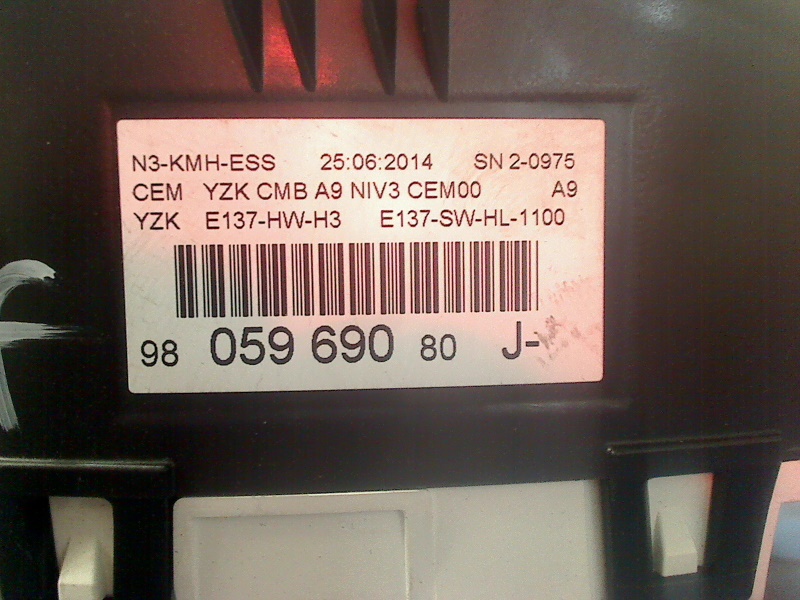 N3-KMH-ESS 25:06:2014 SN 2-0975
CEM YZK CMB A9 NIV3 CEM00 A9
YZK E137-HW-H3 E137-SW-HL-1100
98 059 690 80 J-